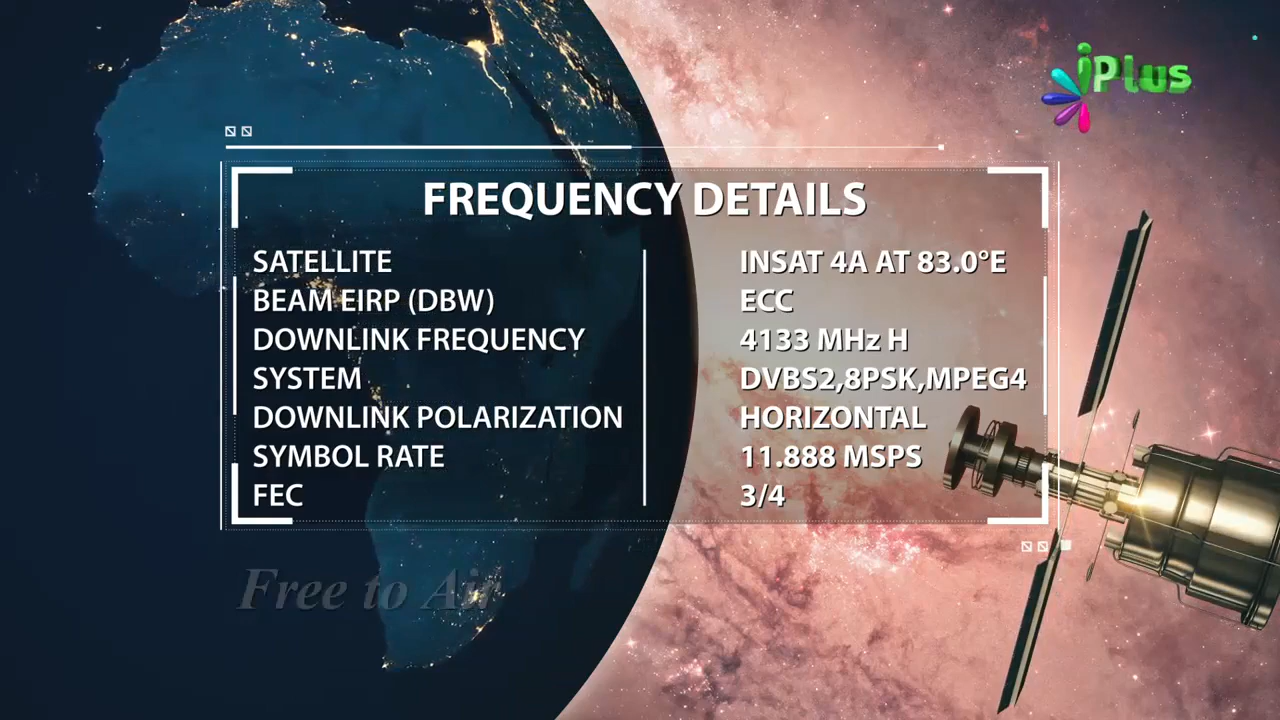 iPlus
FREQUENCY DETAILS
SATELLITE INSAT 4A AT 83.0°E
BEAM EIRP (DBW) ECC
DOWNLINK FREQUENCY 4133 MHz H
SYSTEM DVBS2,8PSK,MPEG4
DOWNLINK POLARIZATION HORIZONTAL
SYMBOL RATE 11.888 MSPS
FEC 3/4
Free to Air